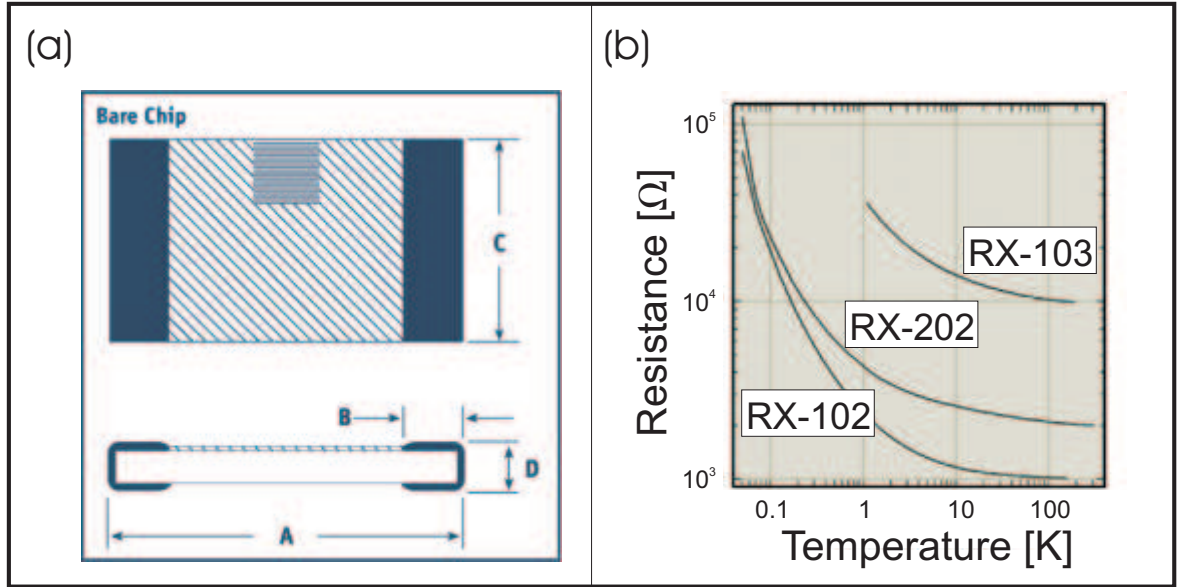 (a)
Bare Chip
C
B
D
A
(b)
Resistance [Ω]
10⁵
10⁴
10³
RX-103
RX-202
RX-102
0.1 1 10 100
Temperature [K]